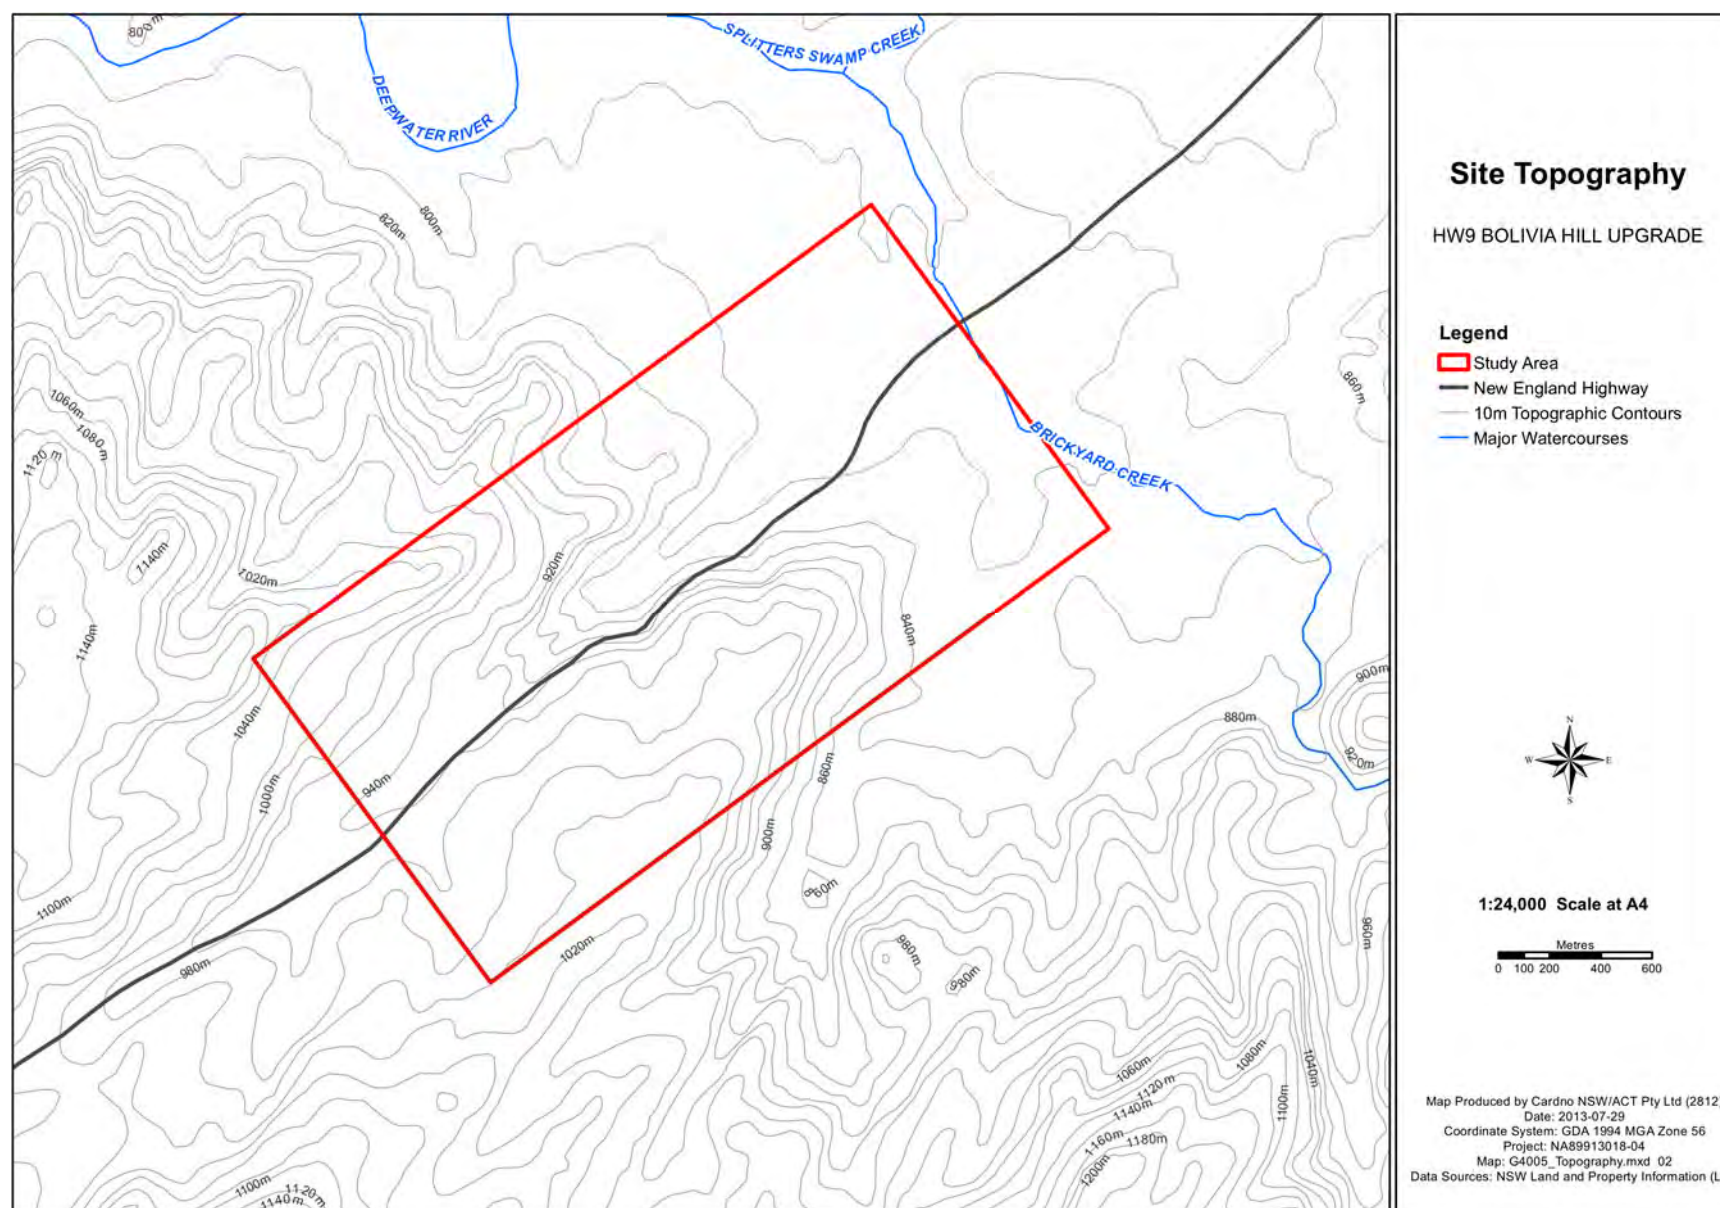 800m
SPLITTERS SWAMP CREEK
DEEPWATER RIVER
800m
820m
860m
1060m
1080m
1120m
BRICKYARD CREEK
1140m
1020m
920m
1140m
840m
900m
1040m
880m
860m
920m
1000m
940m
900m
860m
1100m
1020m
980m
960m
980m
980m
1060m
1080m
1040m
1120m
1100m
1140m
1160m
1180m
1200m
1100m
1120m
1140m
Site Topography
HW9 BOLIVIA HILL UPGRADE
Legend
Study Area
New England Highway
10m Topographic Contours
Major Watercourses
N
W E
S
1:24,000 Scale at A4
Metres
0 100 200 400 600
Map Produced by Cardno NSW/ACT Pty Ltd (2812
Date: 2013-07-29
Coordinate System: GDA 1994 MGA Zone 56
Project: NA89913018-04
Map: G4005_Topography.mxd 02
Data Sources: NSW Land and Property Information (L